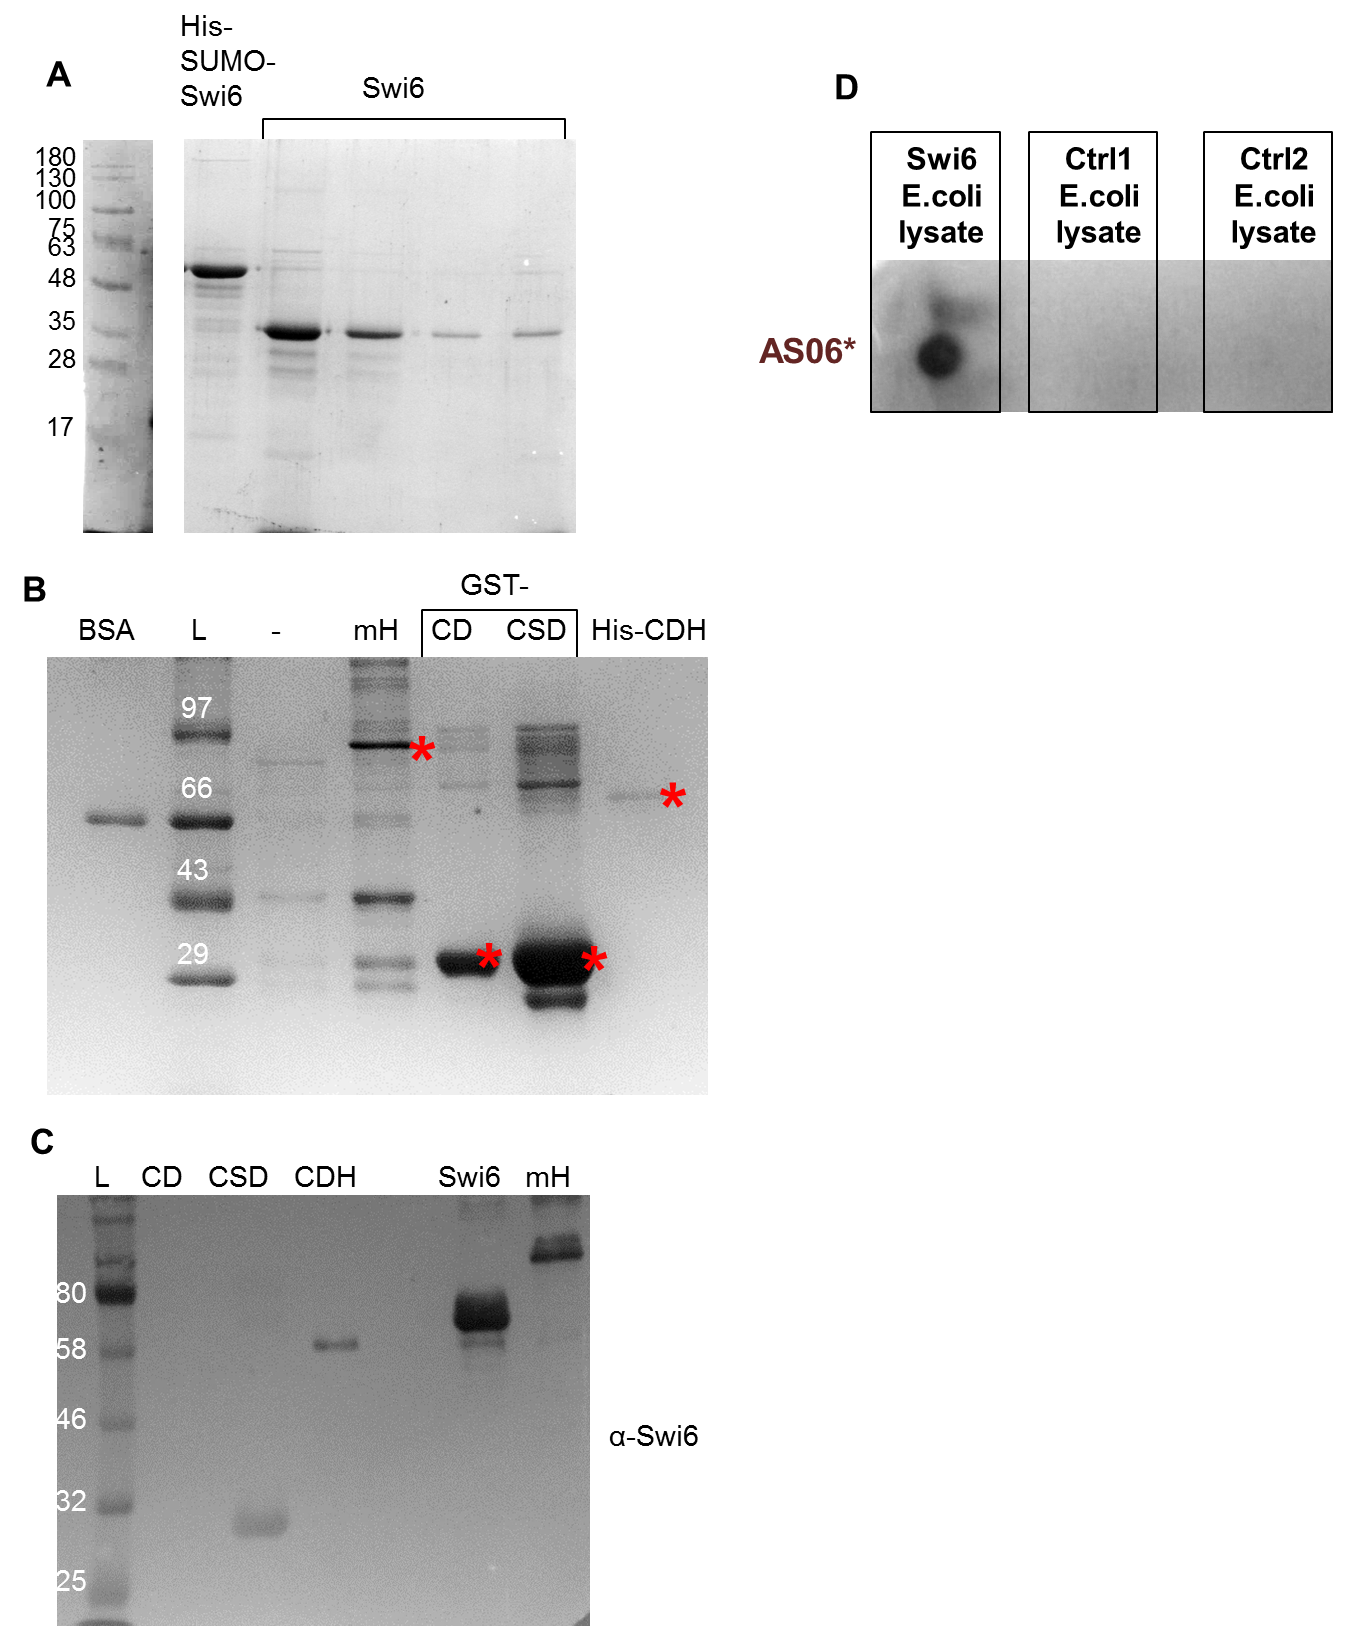 A
His-
SUMO-
Swi6
Swi6
180
130
100
75
63
48
35
28
17
D
Swi6
E.coli
lysate
Ctrl1
E.coli
lysate
Ctrl2
E.coli
lysate
AS06*
B
GST-
BSA L - mH CD CSD His-CDH
97
66
43
29
*
*
*
*
C
L CD CSD CDH Swi6 mH
80
58
46
32
25
α-Swi6